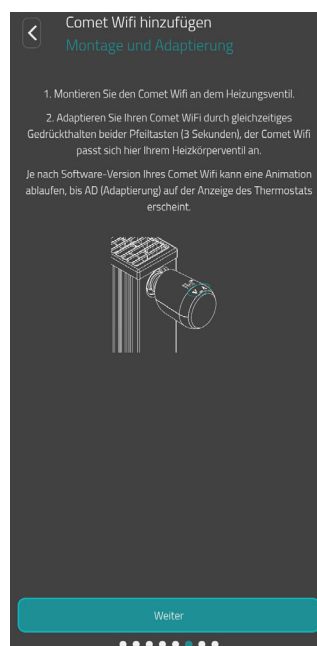 Comet Wifi hinzufügen
Montage und Adaptierung
1. Montieren Sie den Comet Wifi an dem Heizungsventil.
2. Adaptieren Sie Ihren Comet WiFi durch gleichzeitiges
Gedrückthalten beider Pfeiltasten (3 Sekunden), der Comet Wifi
passt sich hier Ihrem Heizkörperventil an.
Je nach Software-Version Ihres Comet Wifi kann eine Animation
ablaufen, bis AD (Adaptierung) auf der Anzeige des Thermostats
erscheint.
Weiter